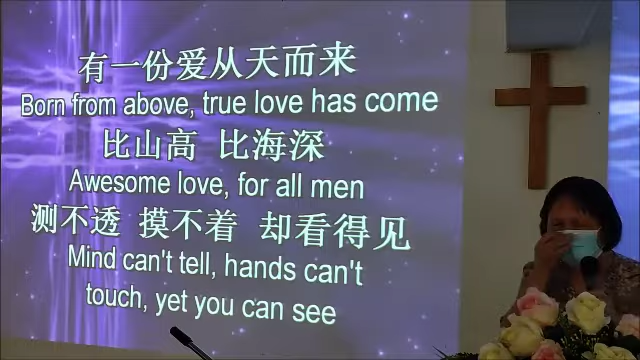 有一份爱从天而来
Born from above, true love has come
比山高 比海深
Awesome love, for all men
测不透 摸不着 却看得见
Mind can't tell, hands can't
touch, yet you can see